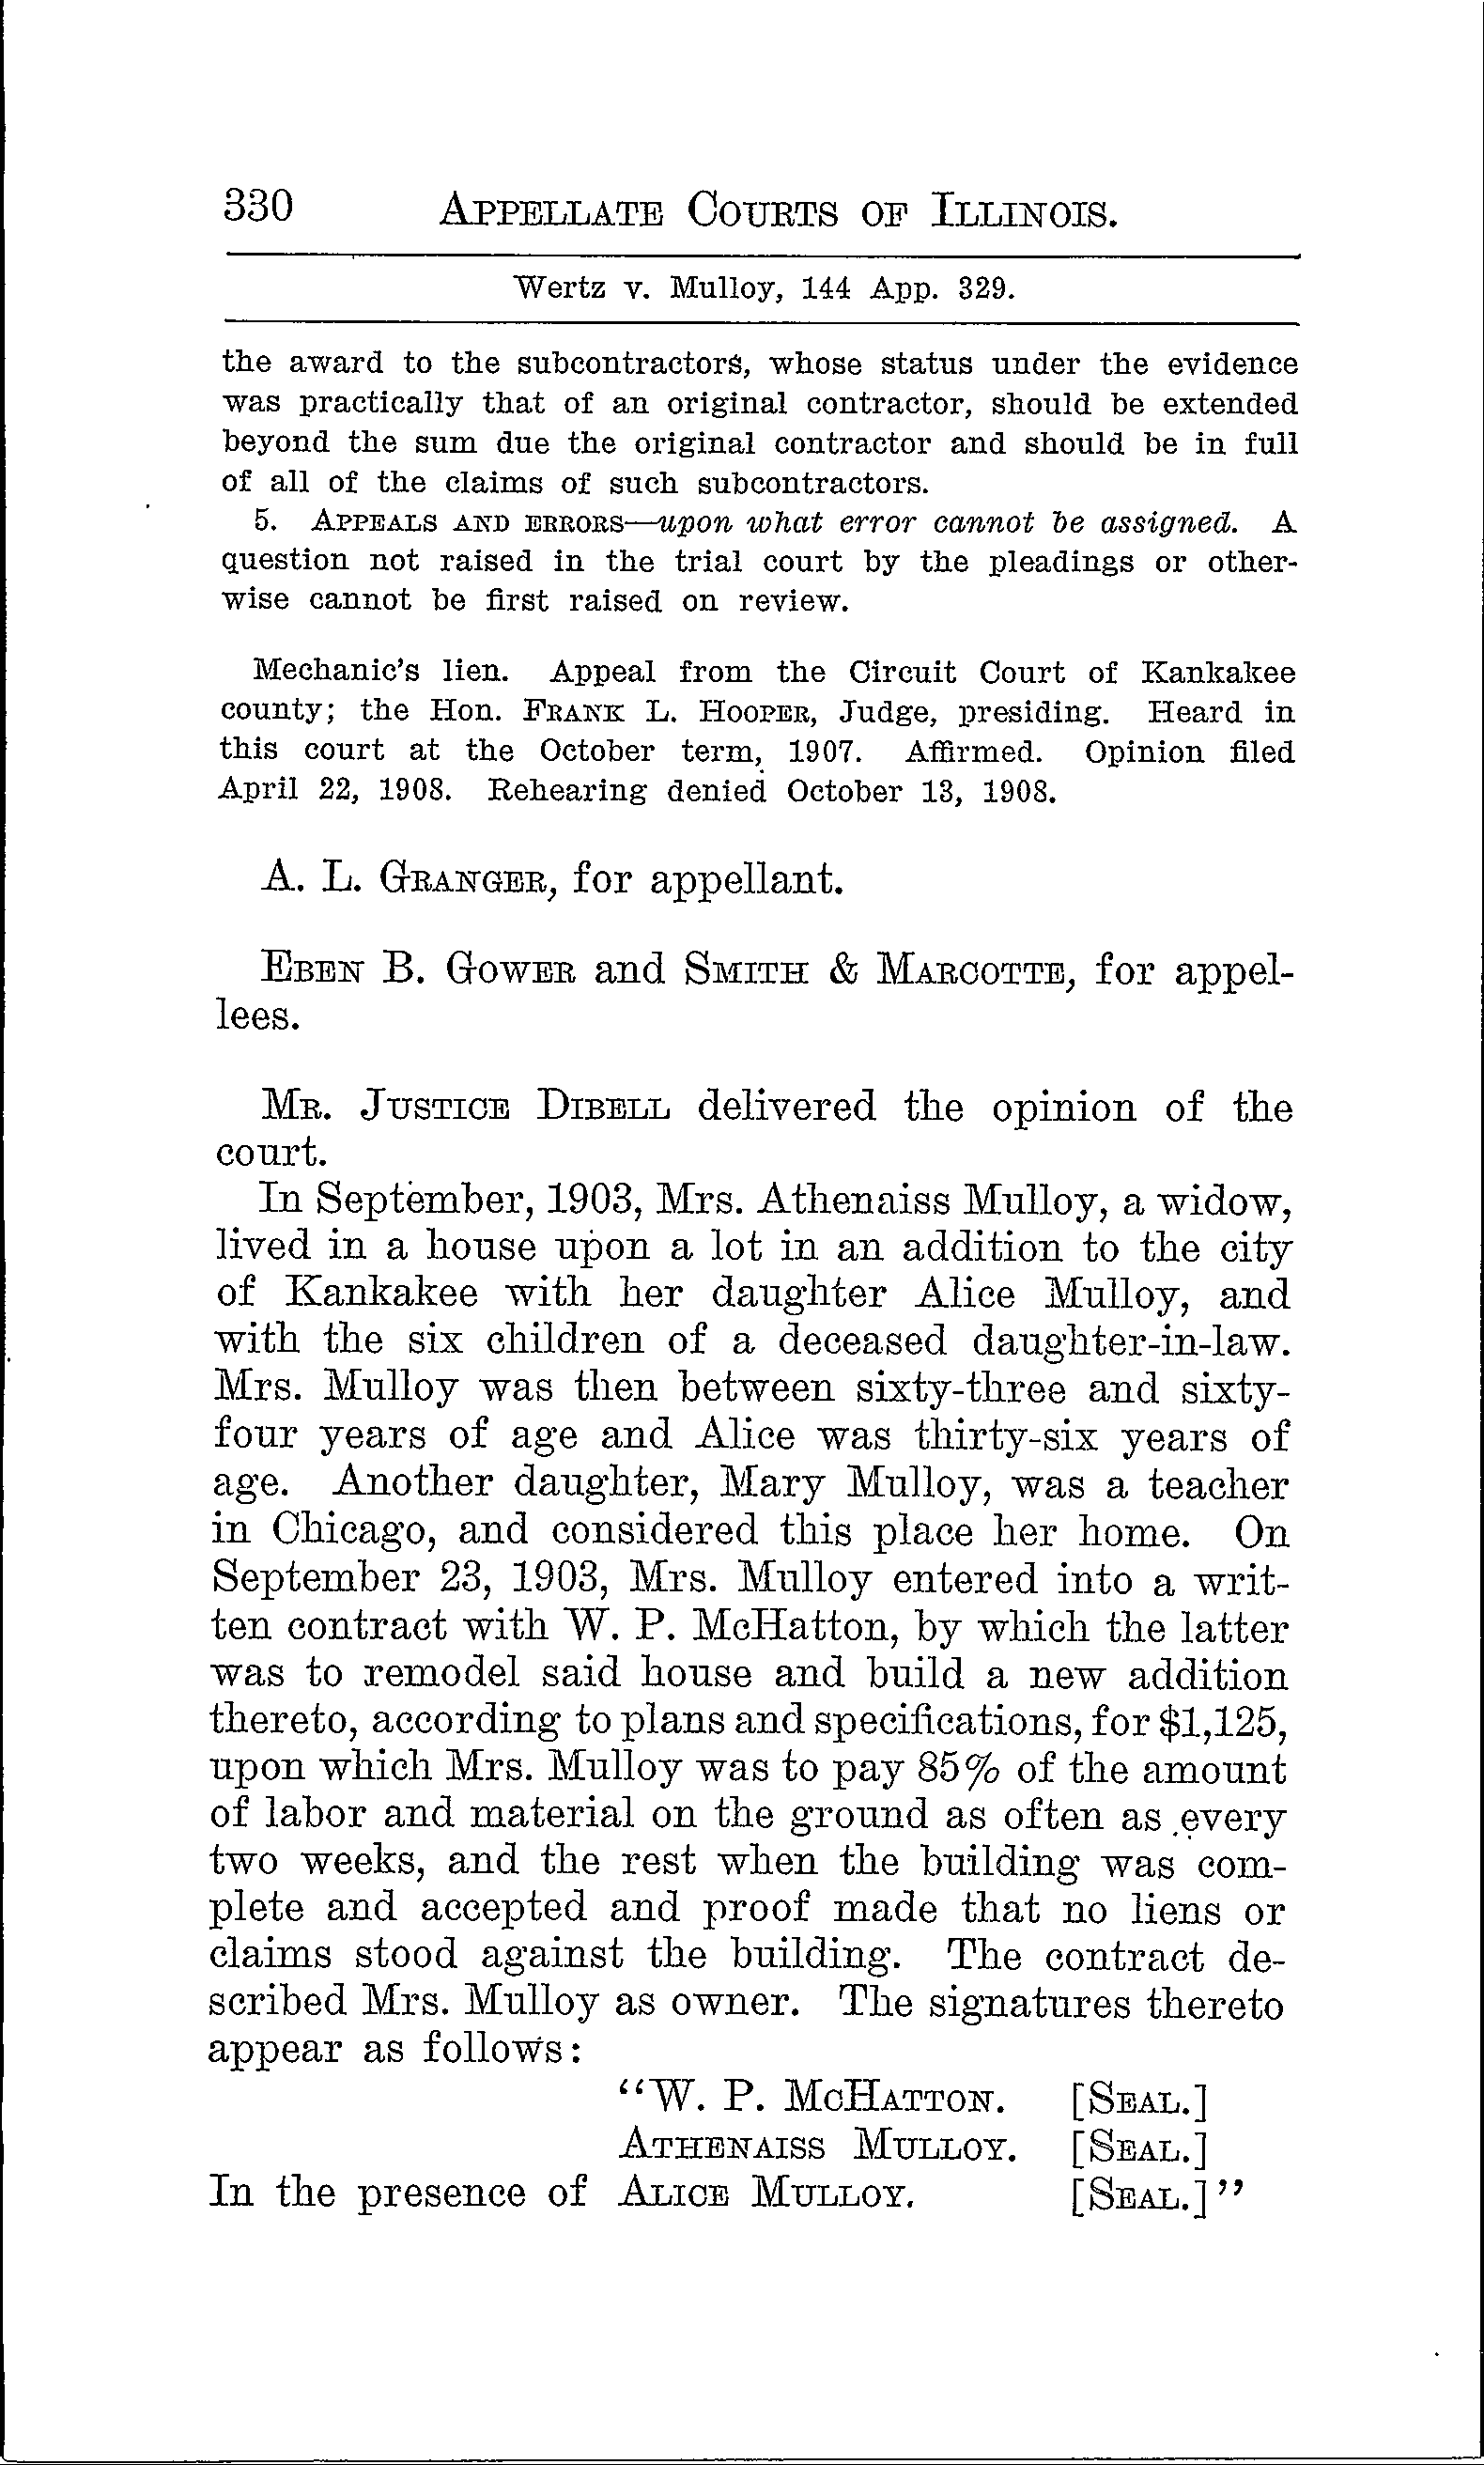 330 APPELLATE COURTS OF ILLINOIS.
Wertz v. Mulloy, 144 App. 329.
the award to the subcontractors, whose status under the evidence
was practically that of an original contractor, should be extended
beyond the sum due the original contractor and should be in full
of all of the claims of such subcontractors.
5. APPEALS AND ERRORS—upon what error cannot be assigned. A
question not raised in the trial court by the pleadings or other-
wise cannot be first raised on review.
Mechanic's lien. Appeal from the Circuit Court of Kankakee
county; the Hon. FRANK L. HOOPER, Judge, presiding. Heard in
this court at the October term, 1907. Affirmed. Opinion filed
April 22, 1908. Rehearing denied October 13, 1908.
A. L. GRANGER, for appellant.
EBEN B. GOWER and SMITH & MARCOTTE, for appel-
lees.
MR. JUSTICE DIBELL delivered the opinion of the
court.
In September, 1903, Mrs. Athenaiss Mulloy, a widow,
lived in a house upon a lot in an addition to the city
of Kankakee with her daughter Alice Mulloy, and
with the six children of a deceased daughter-in-law.
Mrs. Mulloy was then between sixty-three and sixty-
four years of age and Alice was thirty-six years of
age. Another daughter, Mary Mulloy, was a teacher
in Chicago, and considered this place her home. On
September 23, 1903, Mrs. Mulloy entered into a writ-
ten contract with W. P. McHatton, by which the latter
was to remodel said house and build a new addition
thereto, according to plans and specifications, for $1,125,
upon which Mrs. Mulloy was to pay 85% of the amount
of labor and material on the ground as often as every
two weeks, and the rest when the building was com-
plete and accepted and proof made that no liens or
claims stood against the building. The contract de-
scribed Mrs. Mulloy as owner. The signatures thereto
appear as follows:
"W. P. MCHATTON. [SEAL.]
ATHENAISS MULLOY. [SEAL.]
In the presence of ALICE MULLOY. [SEAL.]"